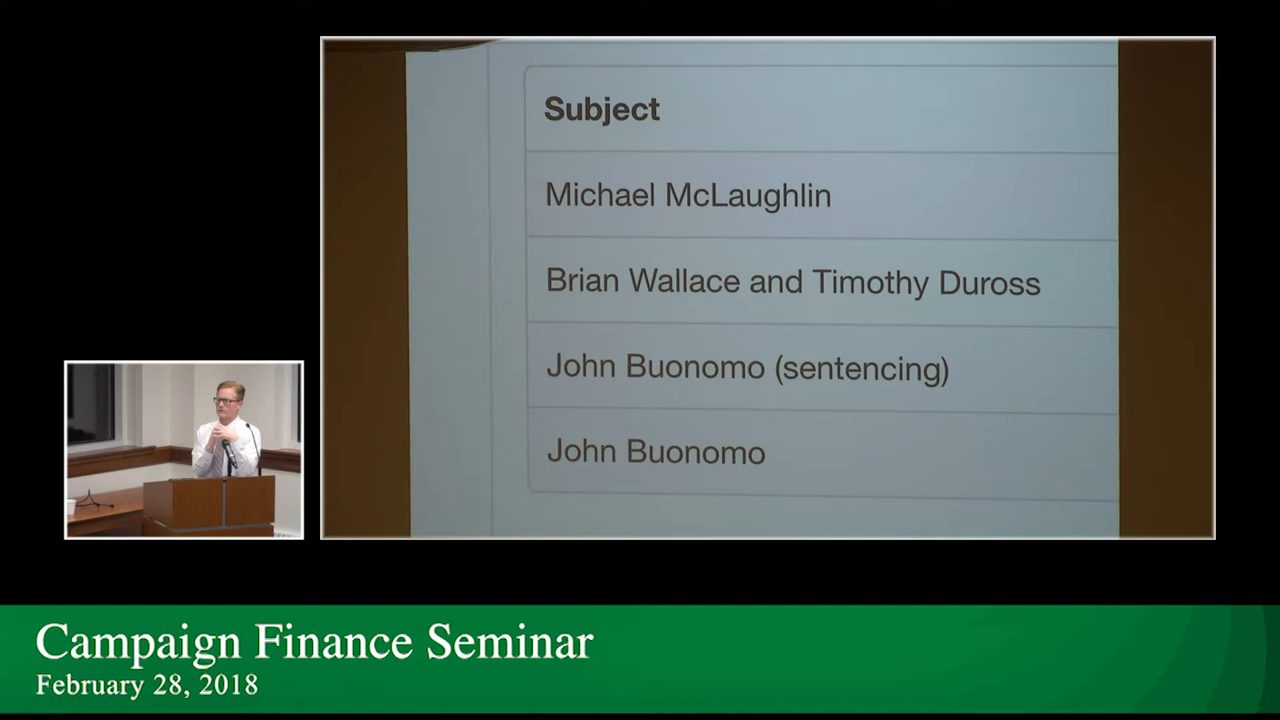 Subject
Michael McLaughlin
Brian Wallace and Timothy Duross
John Buonomo (sentencing)
John Buonomo
Campaign Finance Seminar
February 28, 2018